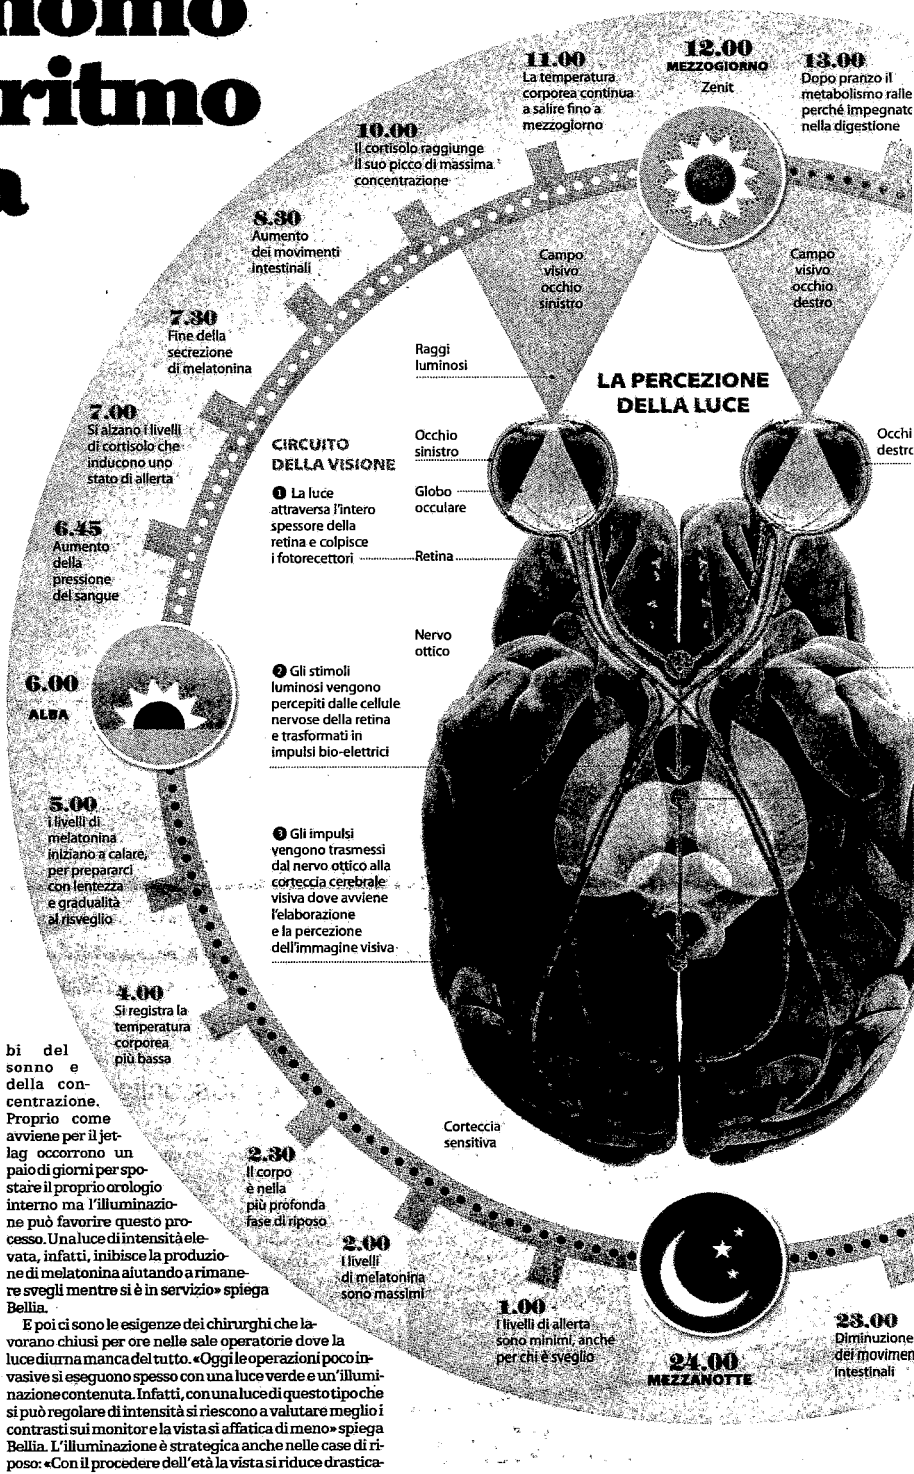 nomo
ritmo
a
11.00
La temperatura
corporea continua
a salire fino a
mezzogiorno
12.00
MEZZOGIORNO
Zenit
13.00
Dopo pranzo il
metabolismo ralle
perché impegnato
nella digestione
10.00
Il cortisolo raggiunge
il suo picco di massima
concentrazione
8.30
Aumento
dei movimenti
intestinali
7.30
Fine della
secrezione
di melatonina
7.00
Si alzano i livelli
di cortisolo che
inducono uno
stato di allerta
6.45
Aumento
della
pressione
del sangue
6.00
ALBA
5.00
I livelli di
melatonina
iniziano a calare,
per prepararci
con lentezza
e gradualità
al risveglio
4.00
Si registra la
temperatura
corporea
più bassa
2.30
Il corpo
è nella
più profonda
fase di riposo
2.00
I livelli
di melatonina
sono massimi
1.00
I livelli di allerta
sono minimi, anche
per chi è sveglio
24.00
MEZZANOTTE
23.00
Diminuzione
dei movimen
intestinali
Campo
visivo
occhio
sinistro
Campo
visivo
occhio
destro
LA PERCEZIONE
DELLA LUCE
Raggi
luminosi
Occhio
sinistro
Globo
occulare
Retina
Nervo
ottico
Occhi
destro
Corteccia
sensitiva
CIRCUITO
DELLA VISIONE
1 La luce
attraversa l'intero
spessore della
retina e colpisce
i fotorecettori
2 Gli stimoli
luminosi vengono
percepiti dalle cellule
nervose della retina
e trasformati in
impulsi bio-elettrici
3 Gli impulsi
vengono trasmessi
dal nervo ottico alla
corteccia cerebrale
visiva dove avviene
l'elaborazione
e la percezione
dell'immagine visiva
bi del
sonno e
della con-
centrazione.
Proprio come
avviene per il jet-
lag occorrono un
paio di giorni per spo-
stare il proprio orologio
interno ma l'illuminazio-
ne può favorire questo pro-
cesso. Una luce di intensità ele-
vata, infatti, inibisce la produzio-
ne di melatonina aiutando a rimane-
re svegli mentre si è in servizio» spiega
Bellia.
E poi ci sono le esigenze dei chirurghi che la-
vorano chiusi per ore nelle sale operatorie dove la
luce diurna manca del tutto. «Oggi le operazioni poco in-
vasive si eseguono spesso con una luce verde e un'illumi-
nazione contenuta. Infatti, con una luce di questo tipo che
si può regolare di intensità si riescono a valutare meglio i
contrasti sui monitor e la vista si affatica di meno» spiega
Bellia. L'illuminazione è strategica anche nelle case di ri-
poso: «Con il procedere dell'età la vista si riduce drastica-